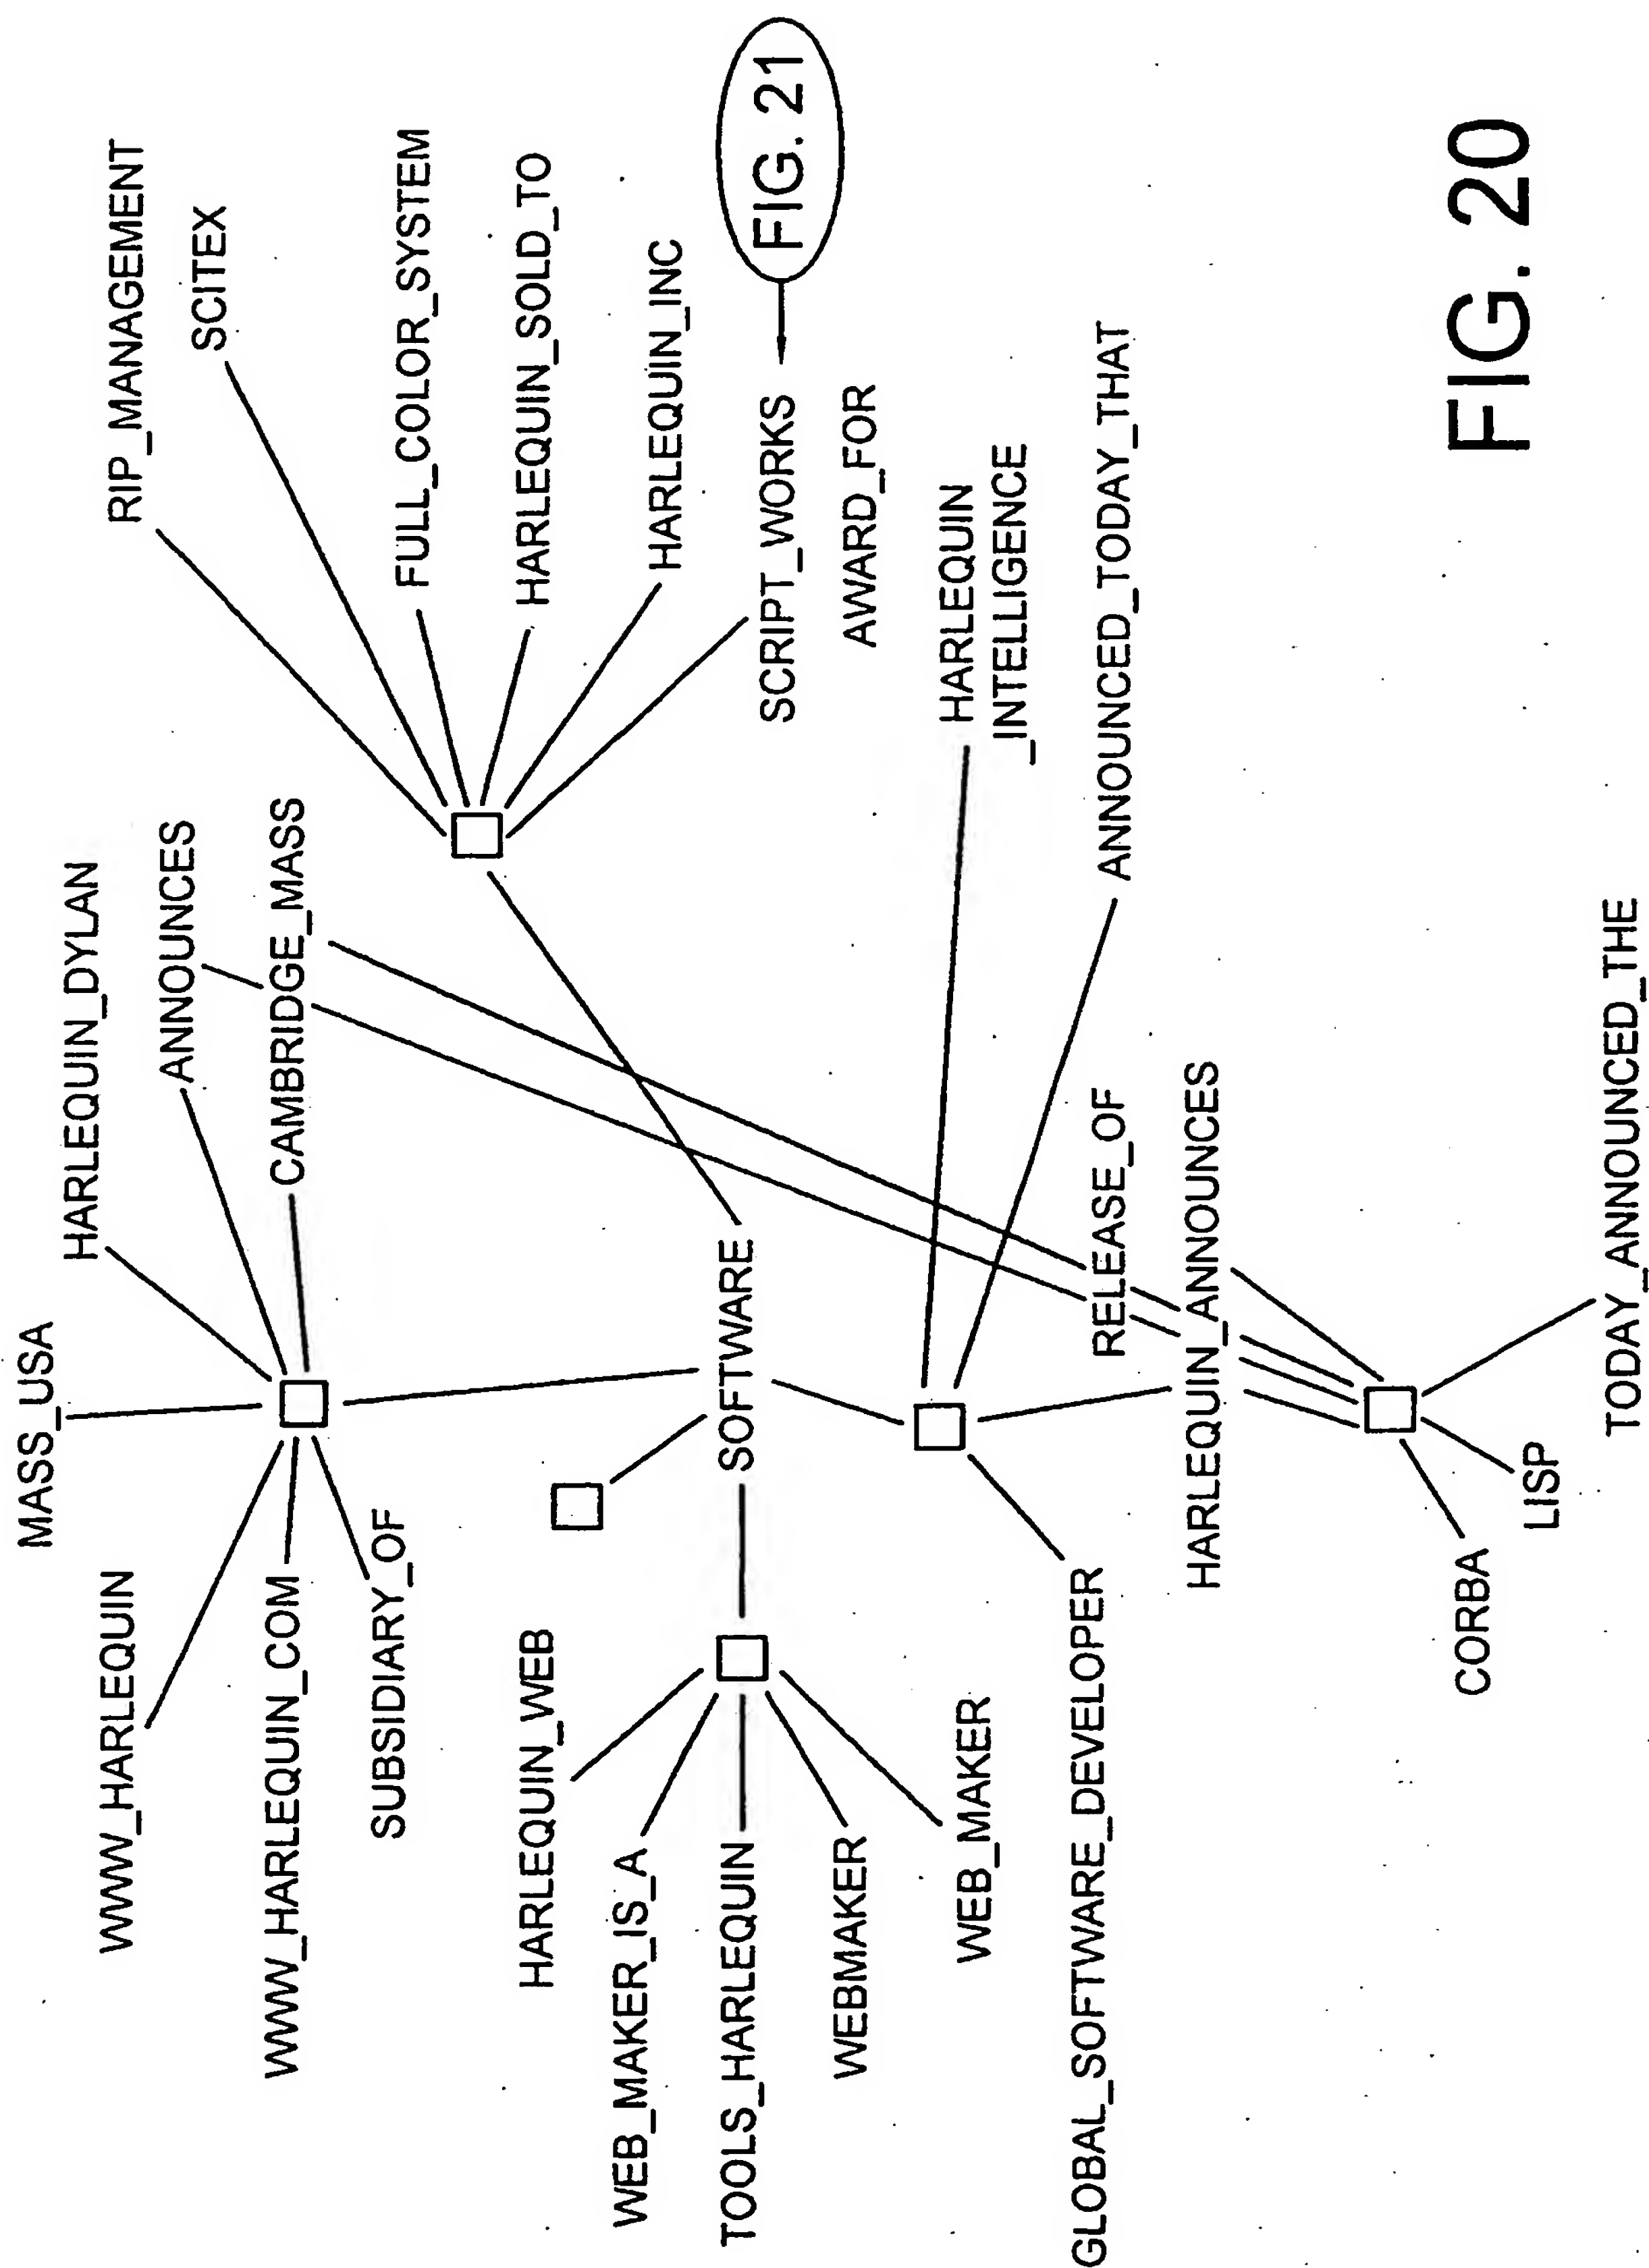 MASS_USA
WWW_HARLEQUIN
HARLEQUIN_DYLAN
ANNOUNCES
RIP_MANAGEMENT
SCITEX
WWW_HARLEQUIN_COM
CAMBRIDGE_MASS
SUBSIDIARY_OF
FULL_COLOR_SYSTEM
HARLEQUIN_SOLD_TO
HARLEQUIN_WEB
WEB_MAKER_IS_A
HARLEQUIN_INC
TOOLS_HARLEQUIN
SOFTWARE
SCRIPT_WORKS
FIG. 21
WEBMAKER
AWARD_FOR
WEB_MAKER
HARLEQUIN
_INTELLIGENCE
GLOBAL_SOFTWARE_DEVELOPER
RELEASE_OF
ANNOUNCED_TODAY_THAT
HARLEQUIN_ANNOUNCES
CORBA
LISP
TODAY_ANNOUNCED_THE
FIG. 20